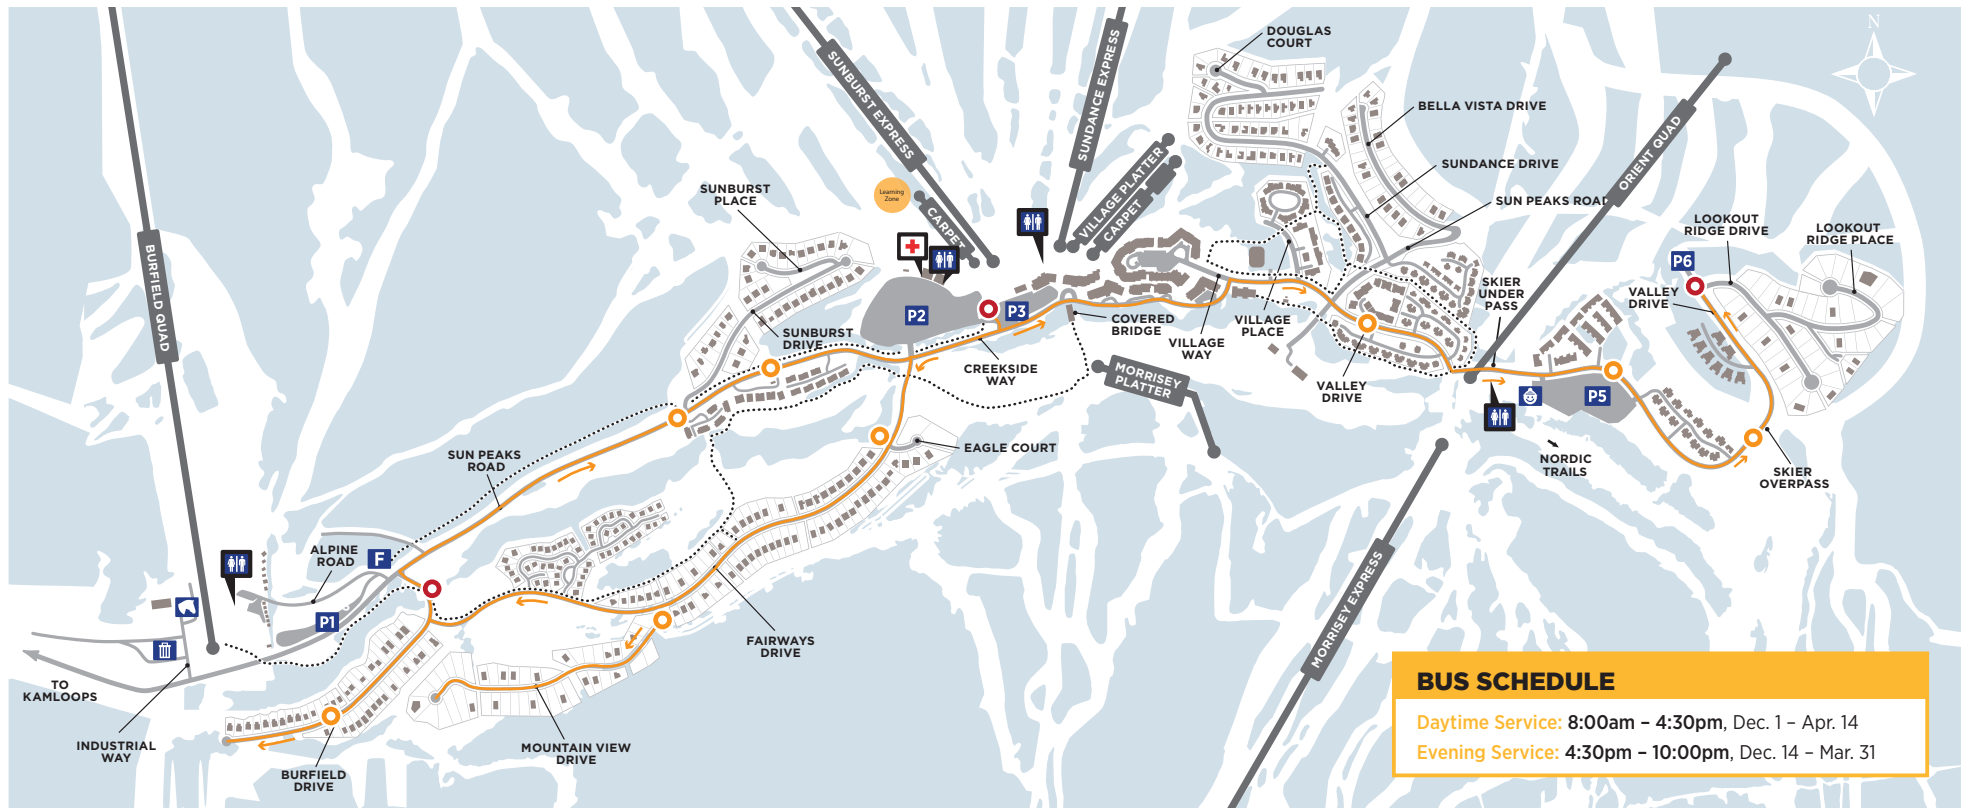 N
DOUGLAS
COURT
SUNBURST EXPRESS
SUNDANCE EXPRESS
BELLA VISTA DRIVE
ORIENT QUAD
VILLAGE PLATTER
CARPET
SUNDANCE DRIVE
SUNBURST
PLACE
Learning
Zone
CARPET
SUN PEAKS ROAD
LOOKOUT
RIDGE DRIVE
LOOKOUT
RIDGE PLACE
BURFIELD QUAD
P6
SKIER
UNDER
PASS
VALLEY
DRIVE
P2
P3
SUNBURST
DRIVE
COVERED
BRIDGE
VILLAGE
PLACE
VILLAGE
WAY
CREEKSIDE
WAY
MORRISEY
PLATTER
VALLEY
DRIVE
P5
EAGLE COURT
SUN PEAKS
ROAD
NORDIC
TRAILS
SKIER
OVERPASS
ALPINE
ROAD
F
P1
MORRISEY EXPRESS
FAIRWAYS
DRIVE
TO
KAMLOOPS
INDUSTRIAL
WAY
BURFIELD
DRIVE
MOUNTAIN VIEW
DRIVE
BUS SCHEDULE
Daytime Service: 8:00am – 4:30pm, Dec. 1 – Apr. 14
Evening Service: 4:30pm – 10:00pm, Dec. 14 – Mar. 31